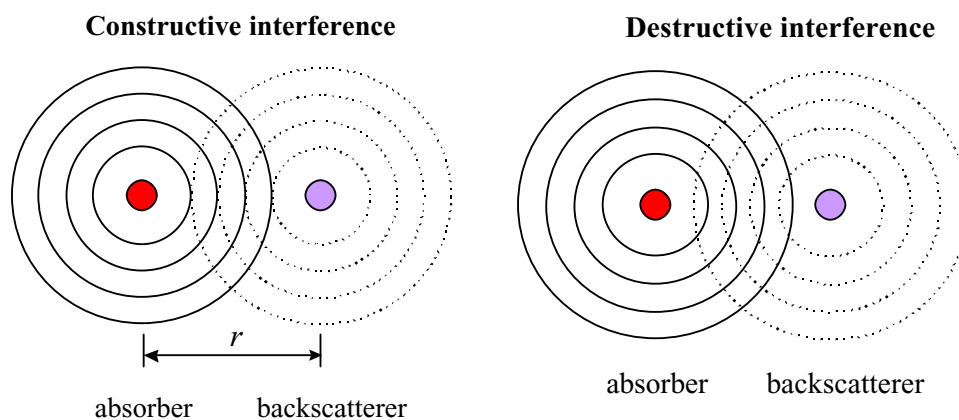 Constructive interference
Destructive interference
r
absorber
backscatterer
absorber
backscatterer